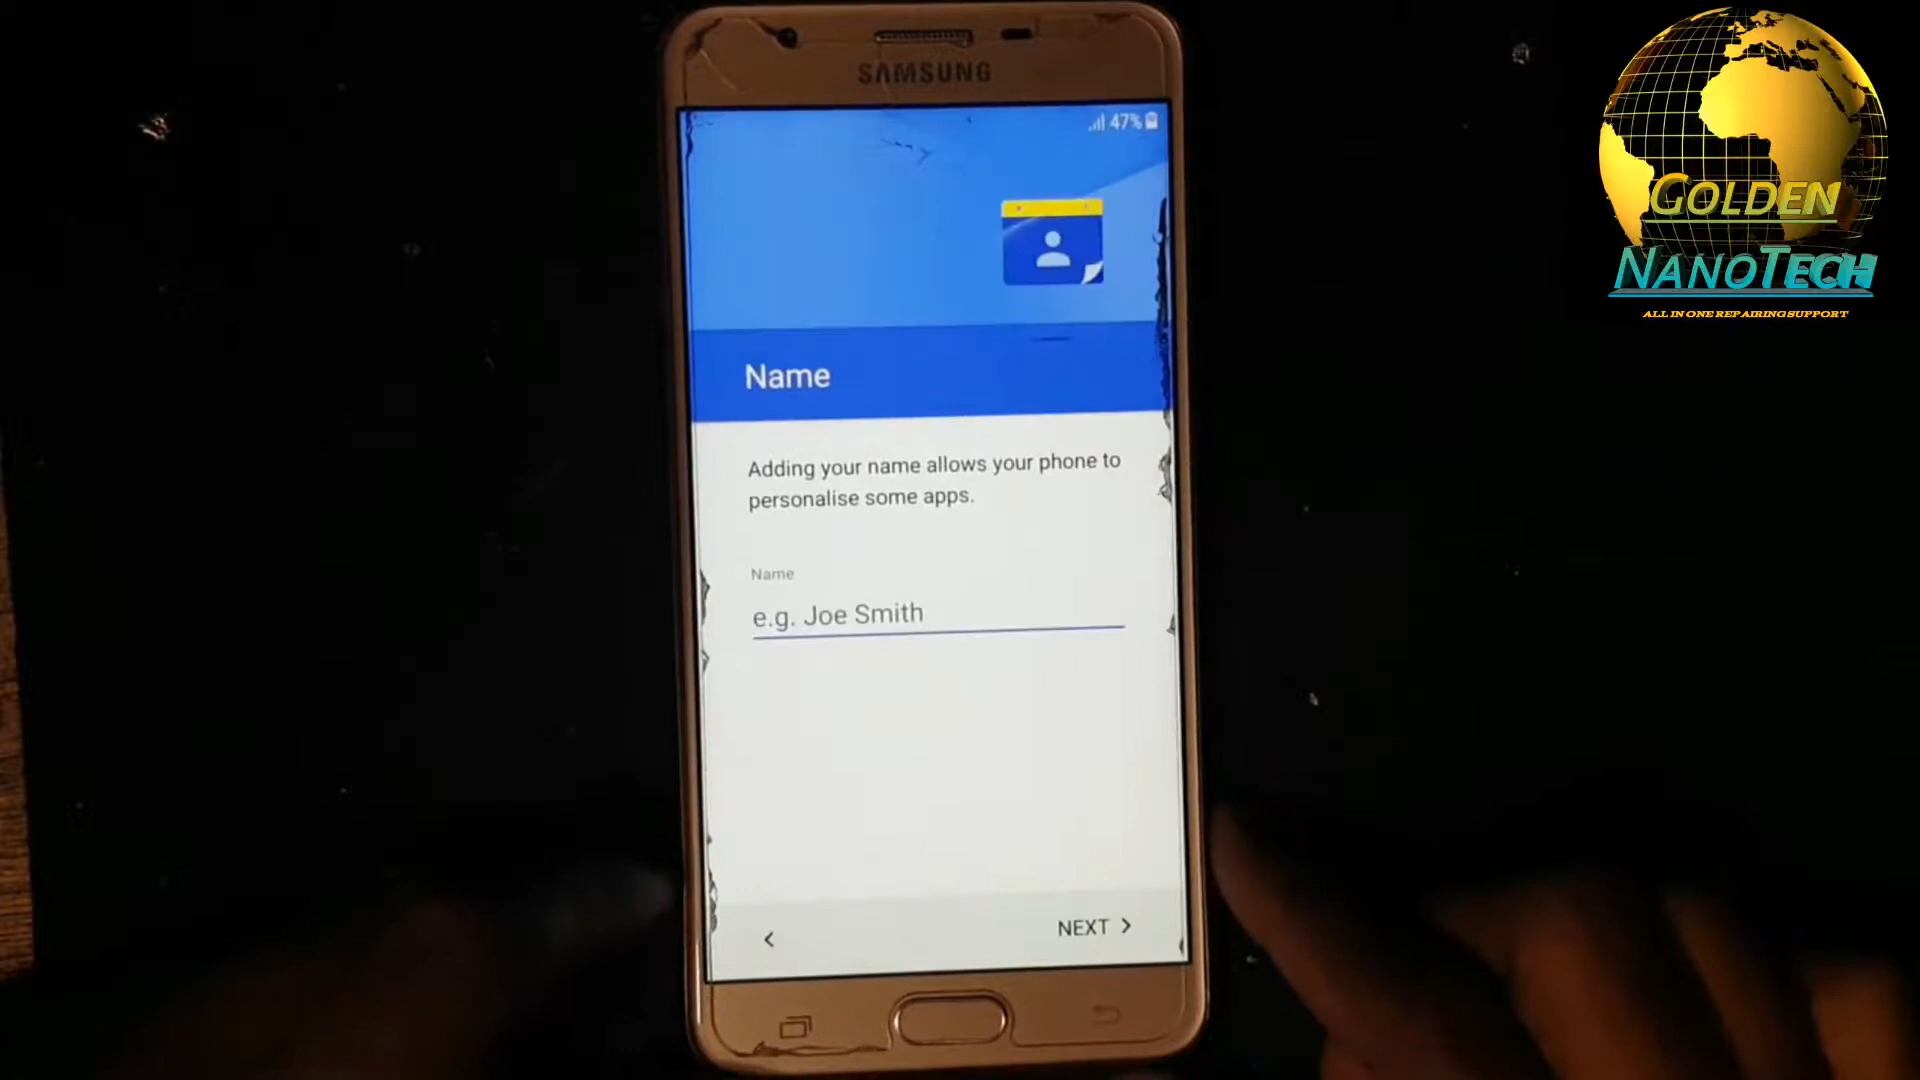 SAMSUNG
47%
GOLDEN
NANOTECH
ALL IN ONE REPAIRING SUPPORT
Name
Adding your name allows your phone to
personalise some apps.
Name
e.g. Joe Smith
NEXT